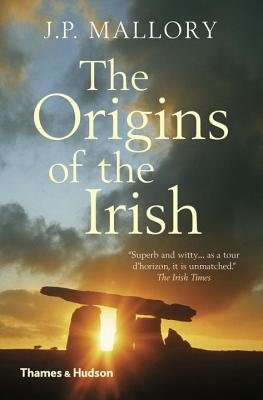 J.P. MALLORY
The
Origins
of the
Irish
“Superb and witty... as a tour
d’horizon, it is unmatched.”
The Irish Times
Thames & Hudson